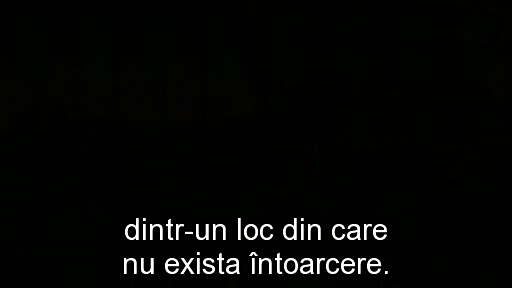 dintr-un loc din care
nu exista întoarcere.